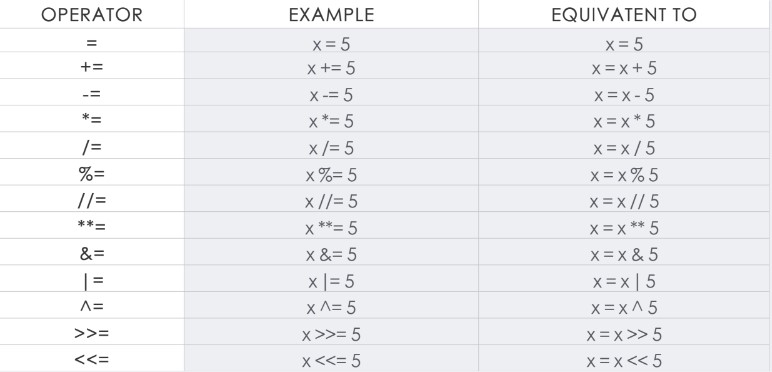 OPERATOR EXAMPLE EQUIVATENT TO
= x = 5 x = 5
+= x += 5 x = x + 5
-= x -= 5 x = x - 5
*= x *= 5 x = x * 5
/= x /= 5 x = x / 5
%= x %= 5 x = x % 5
//= x //= 5 x = x // 5
**= x **= 5 x = x ** 5
&= x &= 5 x = x & 5
|= x |= 5 x = x | 5
^= x ^= 5 x = x ^ 5
>>= x >>= 5 x = x >> 5
<<= x <<= 5 x = x << 5